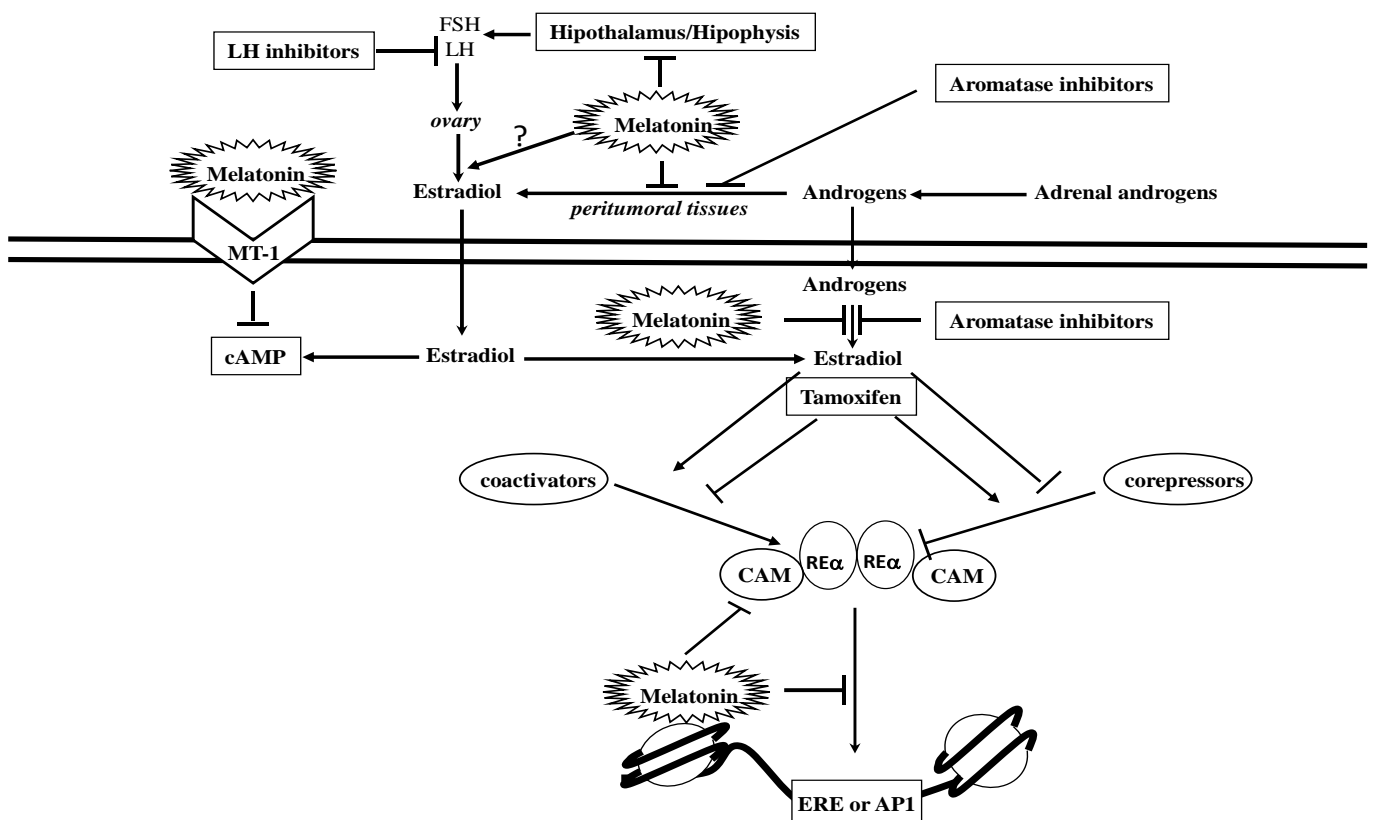 FSH
Hipothalamus/Hipophysis
LH inhibitors
LH
Aromatase inhibitors
ovary
?
Melatonin
Melatonin
Estradiol
Androgens
Adrenal androgens
peritumoral tissues
MT-1
Androgens
Melatonin
Aromatase inhibitors
cAMP
Estradiol
Estradiol
Tamoxifen
coactivators
corepressors
CAM
REα
REα
CAM
Melatonin
ERE or AP1